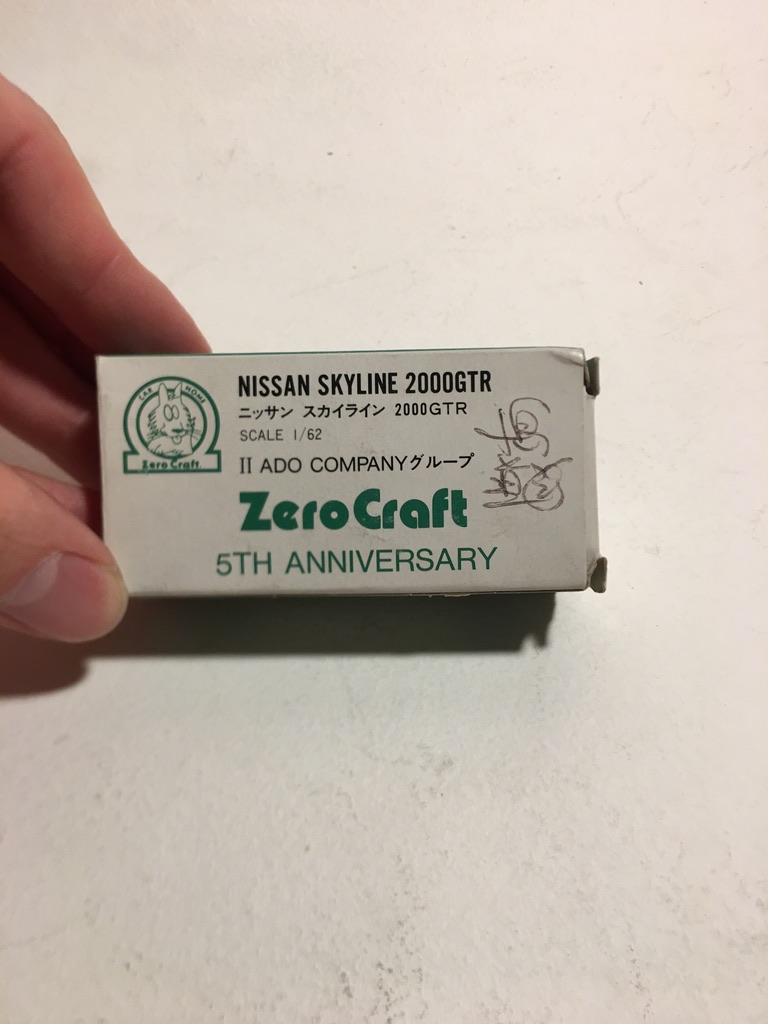 CAR HOME
Zero Craft
NISSAN SKYLINE 2000GTR
ニッサン スカイライン 2000GTR
SCALE 1/62
II ADO COMPANYグループ
ZeroCraft
5TH ANNIVERSARY